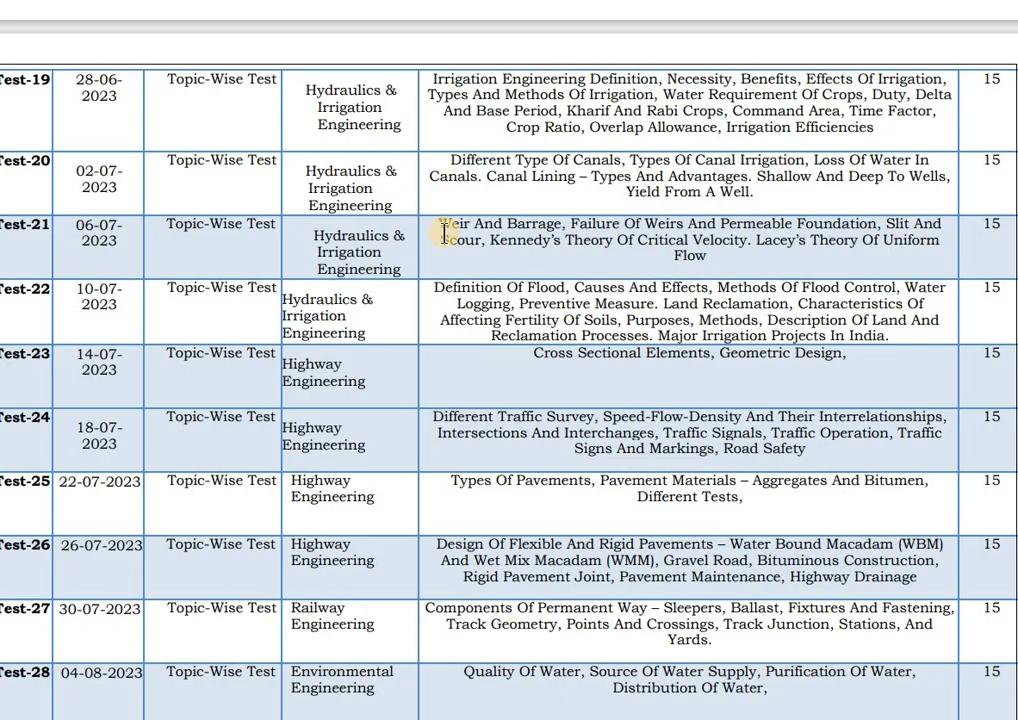 Test-19 28-06-2023 Topic-Wise Test Hydraulics & Irrigation Engineering Irrigation Engineering Definition, Necessity, Benefits, Effects Of Irrigation,
Types And Methods Of Irrigation, Water Requirement Of Crops, Duty, Delta
And Base Period, Kharif And Rabi Crops, Command Area, Time Factor,
Crop Ratio, Overlap Allowance, Irrigation Efficiencies 15
Test-20 02-07-2023 Topic-Wise Test Hydraulics & Irrigation Engineering Different Type Of Canals, Types Of Canal Irrigation, Loss Of Water In
Canals. Canal Lining – Types And Advantages. Shallow And Deep To Wells,
Yield From A Well. 15
Test-21 06-07-2023 Topic-Wise Test Hydraulics & Irrigation Engineering Weir And Barrage, Failure Of Weirs And Permeable Foundation, Slit And
Scour, Kennedy’s Theory Of Critical Velocity. Lacey’s Theory Of Uniform
Flow 15
Test-22 10-07-2023 Topic-Wise Test Hydraulics & Irrigation Engineering Definition Of Flood, Causes And Effects, Methods Of Flood Control, Water
Logging, Preventive Measure. Land Reclamation, Characteristics Of
Affecting Fertility Of Soils, Purposes, Methods, Description Of Land And
Reclamation Processes. Major Irrigation Projects In India. 15
Test-23 14-07-2023 Topic-Wise Test Highway Engineering Cross Sectional Elements, Geometric Design, 15
Test-24 18-07-2023 Topic-Wise Test Highway Engineering Different Traffic Survey, Speed-Flow-Density And Their Interrelationships,
Intersections And Interchanges, Traffic Signals, Traffic Operation, Traffic
Signs And Markings, Road Safety 15
Test-25 22-07-2023 Topic-Wise Test Highway Engineering Types Of Pavements, Pavement Materials – Aggregates And Bitumen,
Different Tests, 15
Test-26 26-07-2023 Topic-Wise Test Highway Engineering Design Of Flexible And Rigid Pavements – Water Bound Macadam (WBM)
And Wet Mix Macadam (WMM), Gravel Road, Bituminous Construction,
Rigid Pavement Joint, Pavement Maintenance, Highway Drainage 15
Test-27 30-07-2023 Topic-Wise Test Railway Engineering Components Of Permanent Way – Sleepers, Ballast, Fixtures And Fastening,
Track Geometry, Points And Crossings, Track Junction, Stations, And
Yards. 15
Test-28 04-08-2023 Topic-Wise Test Environmental Engineering Quality Of Water, Source Of Water Supply, Purification Of Water,
Distribution Of Water, 15